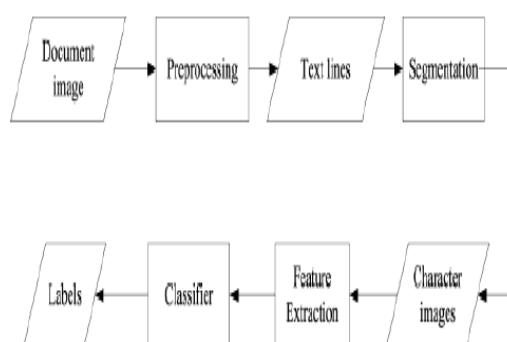 Document
image
Preprocessing
Text lines
Segmentation
Labels
Classifier
Feature
Extraction
Character
images